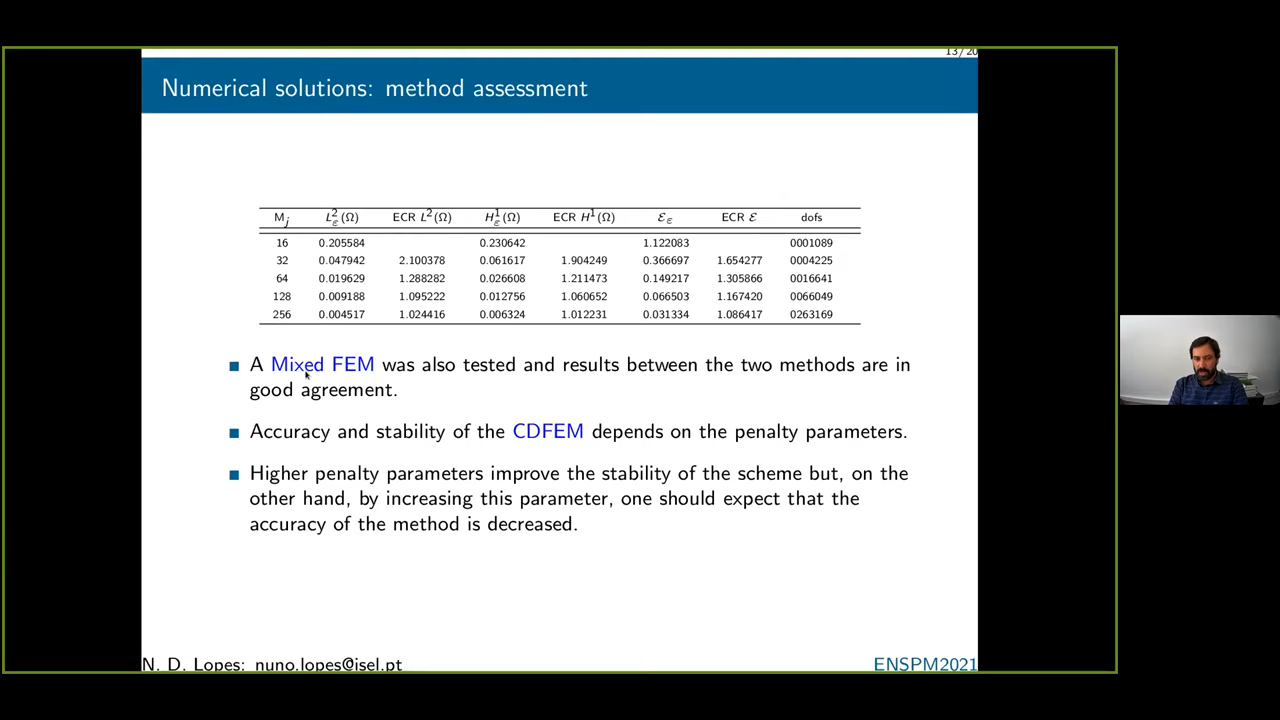 13/20
Numerical solutions: method assessment
M_j L²_ε(Ω) ECR L²(Ω) H¹_ε(Ω) ECR H¹(Ω) ℰ_ε ECR ℰ dofs
16 0.205584 0.230642 1.122083 0001089
32 0.047942 2.100378 0.061617 1.904249 0.366697 1.654277 0004225
64 0.019629 1.288282 0.026608 1.211473 0.149217 1.305866 0016641
128 0.009188 1.095222 0.012756 1.060652 0.066503 1.167420 0066049
256 0.004517 1.024416 0.006324 1.012231 0.031334 1.086417 0263169
A Mixed FEM was also tested and results between the two methods are in
good agreement.
Accuracy and stability of the CDFEM depends on the penalty parameters.
Higher penalty parameters improve the stability of the scheme but, on the
other hand, by increasing this parameter, one should expect that the
accuracy of the method is decreased.
N. D. Lopes: nuno.lopes@isel.pt ENSPM2021